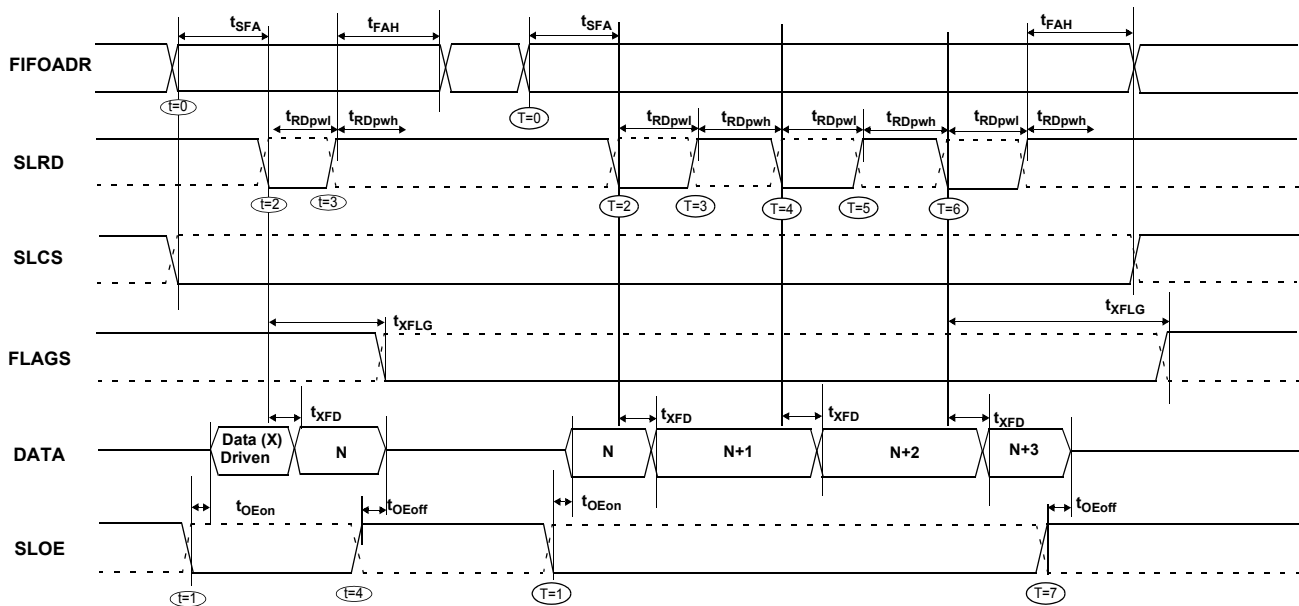 tSFA tFAH tSFA tFAH
FIFOADR
t=0 T=0
tRDpwl tRDpwh tRDpwl tRDpwh tRDpwl tRDpwh tRDpwl tRDpwh
SLRD
t=2 t=3 T=2 T=3 T=4 T=5 T=6
SLCS
tXFLG tXFLG
FLAGS
tXFD tXFD tXFD tXFD
DATA
Data (X)
Driven
N N N+1 N+2 N+3
tOEon tOEoff tOEon tOEoff
SLOE
t=1 t=4 T=1 T=7